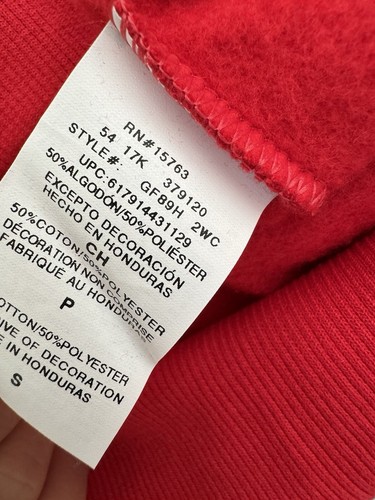 RN#15763
54 17K 379120
STYLE#: GF89H 2WC
UPC:617914431129
50%ALGODÓN/50%POLIÉSTER
EXCEPTO DECORACIÓN
HECHO EN HONDURAS
CH
50%COTON/50%POLYESTER
DÉCORATION NON COMPRISE
FABRIQUÉ AU HONDURAS
P
COTTON/50%POLYESTER
OF DECORATION
IN HONDURAS
S